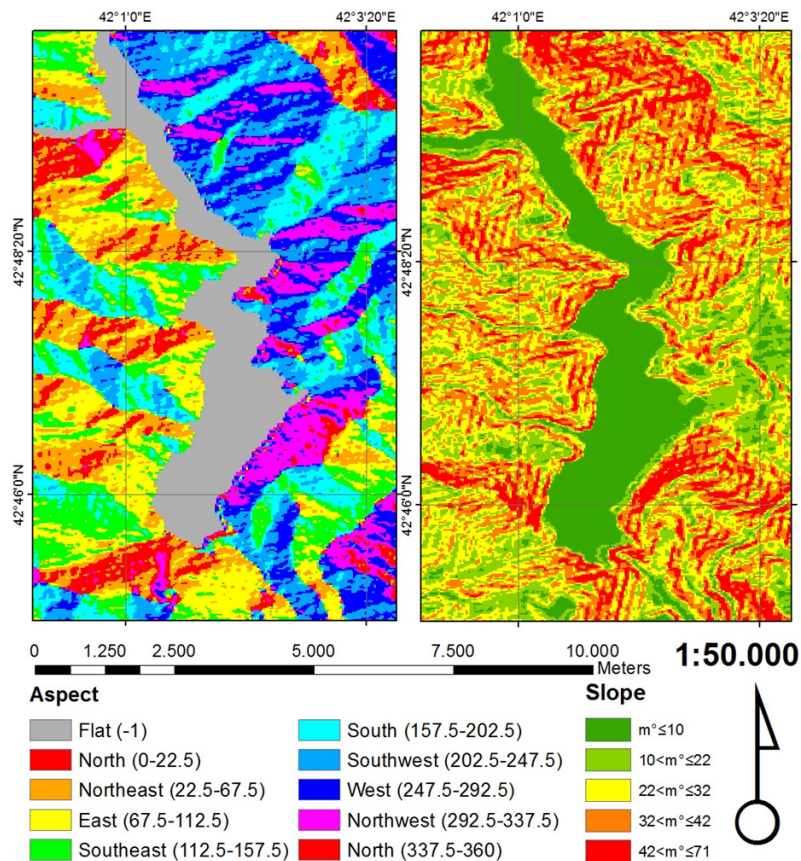 42°1'0"E 42°3'20"E 42°1'0"E 42°3'20"E
42°48'20"N 42°48'20"N
42°46'0"N 42°46'0"N
0 1.250 2.500 5.000 7.500 10.000
Meters
1:50.000
Aspect
Flat (-1)
North (0-22.5)
Northeast (22.5-67.5)
East (67.5-112.5)
Southeast (112.5-157.5)
South (157.5-202.5)
Southwest (202.5-247.5)
West (247.5-292.5)
Northwest (292.5-337.5)
North (337.5-360)
Slope
m°≤10
10<m°≤22
22<m°≤32
32<m°≤42
42<m°≤71